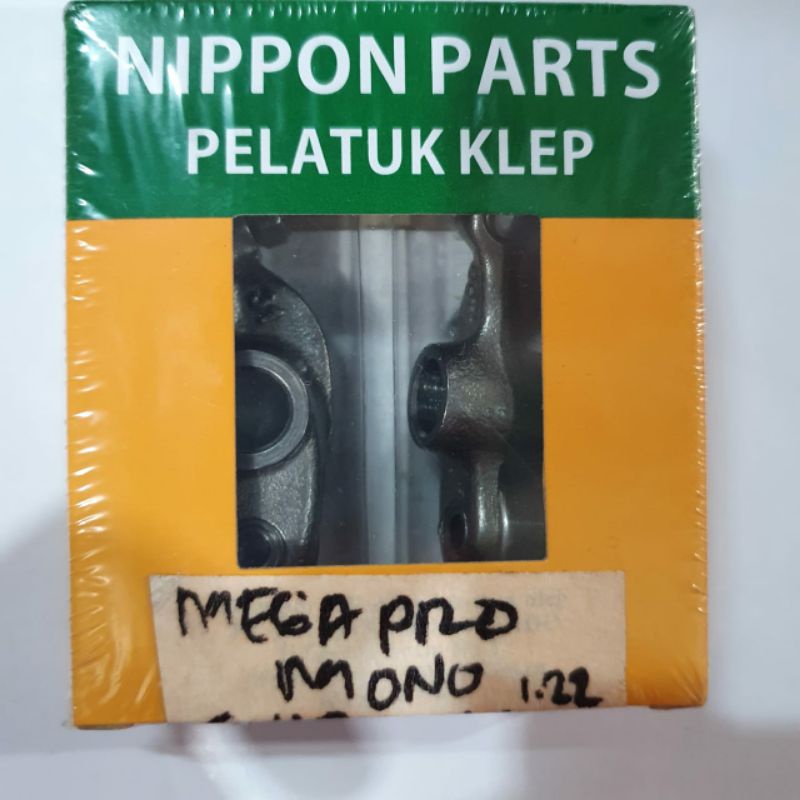 NIPPON PARTS
PELATUK KLEP
MEGA PRO
MONO 1.22